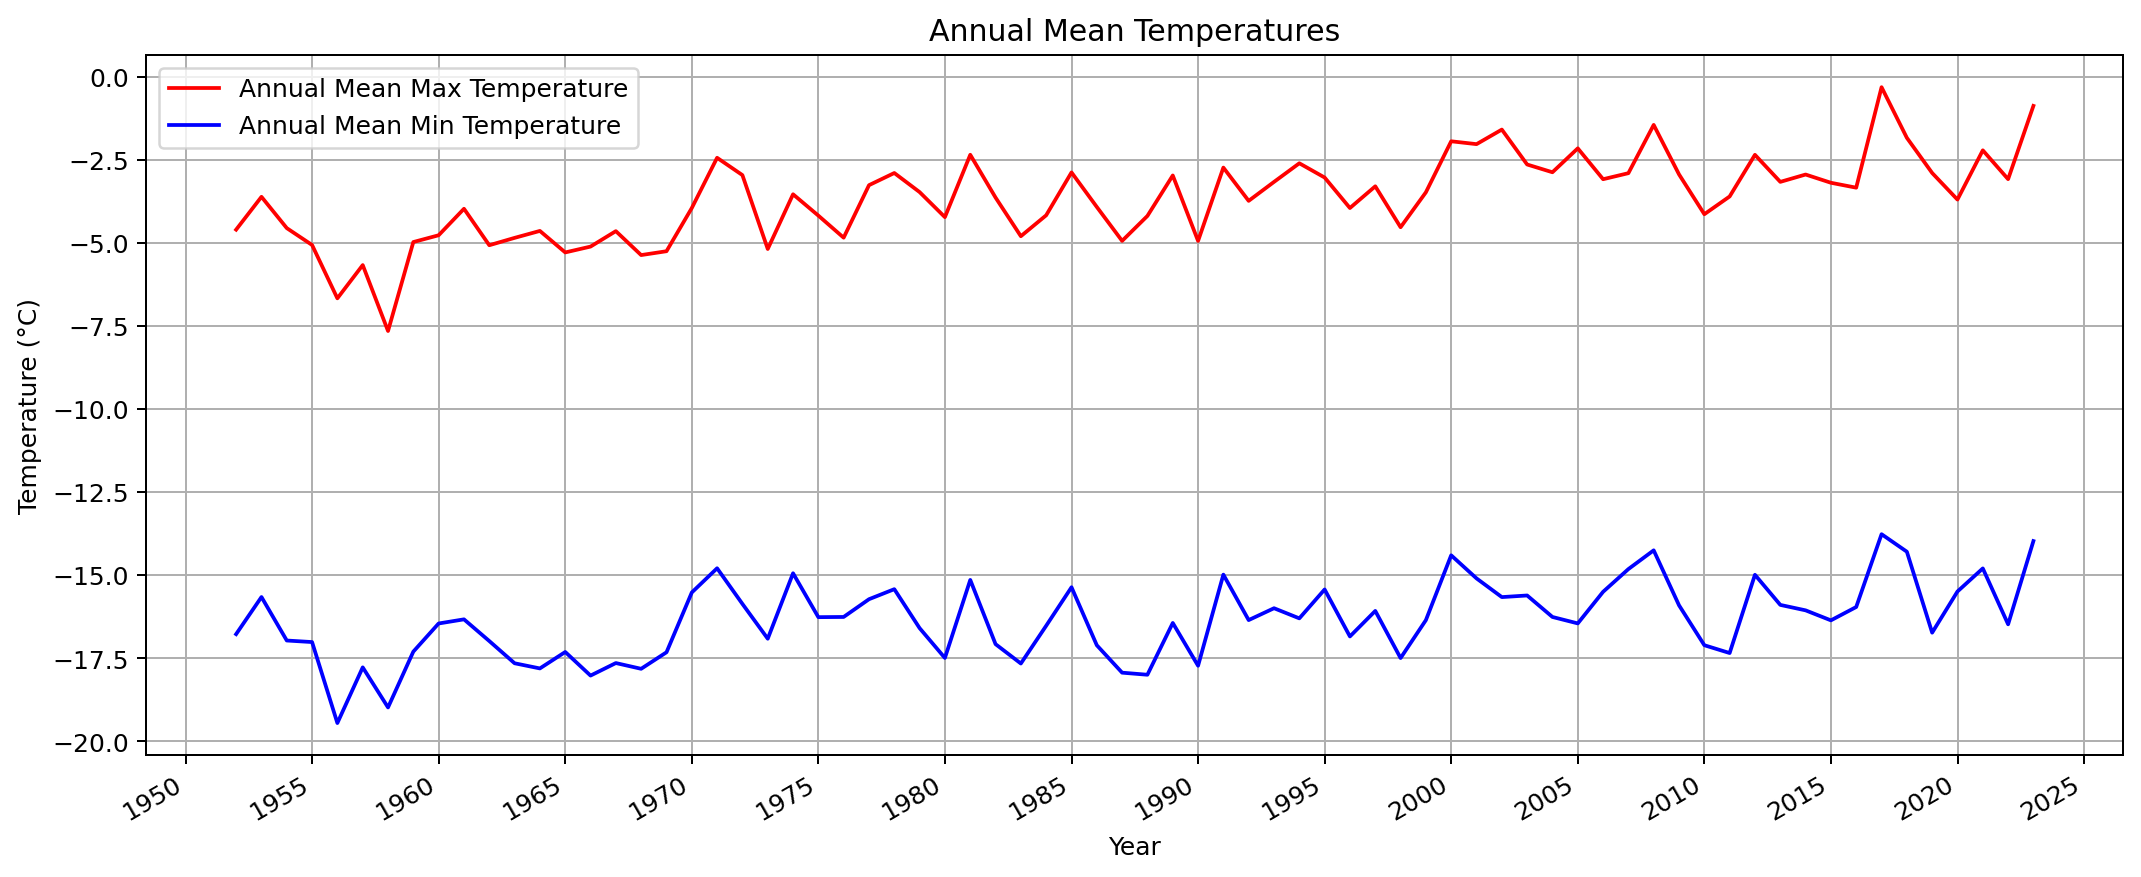 Annual Mean Temperatures
Annual Mean Max Temperature
Annual Mean Min Temperature
0.0
−2.5
−5.0
−7.5
−10.0
−12.5
−15.0
−17.5
−20.0
Temperature (°C)
1950 1955 1960 1965 1970 1975 1980 1985 1990 1995 2000 2005 2010 2015 2020 2025
Year